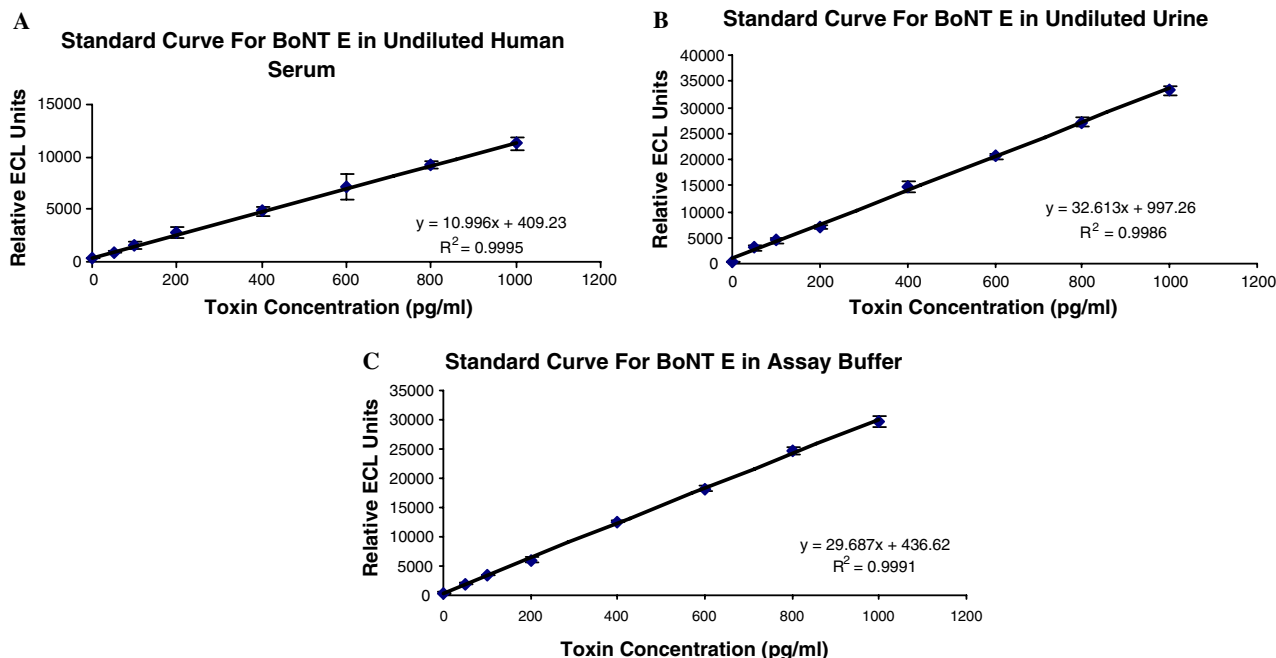 A
Standard Curve For BoNT E in Undiluted Human
Serum
Relative ECL Units
15000
10000
5000
0
y = 10.996x + 409.23
R2 = 0.9995
0 200 400 600 800 1000 1200
Toxin Concentration (pg/ml)
B
Standard Curve For BoNT E in Undiluted Urine
Relative ECL Units
40000
35000
30000
25000
20000
15000
10000
5000
0
y = 32.613x + 997.26
R2 = 0.9986
0 200 400 600 800 1000 1200
Toxin Concentration (pg/ml)
C
Standard Curve For BoNT E in Assay Buffer
Relative ECL Units
35000
30000
25000
20000
15000
10000
5000
0
y = 29.687x + 436.62
R2 = 0.9991
0 200 400 600 800 1000 1200
Toxin Concentration (pg/ml)